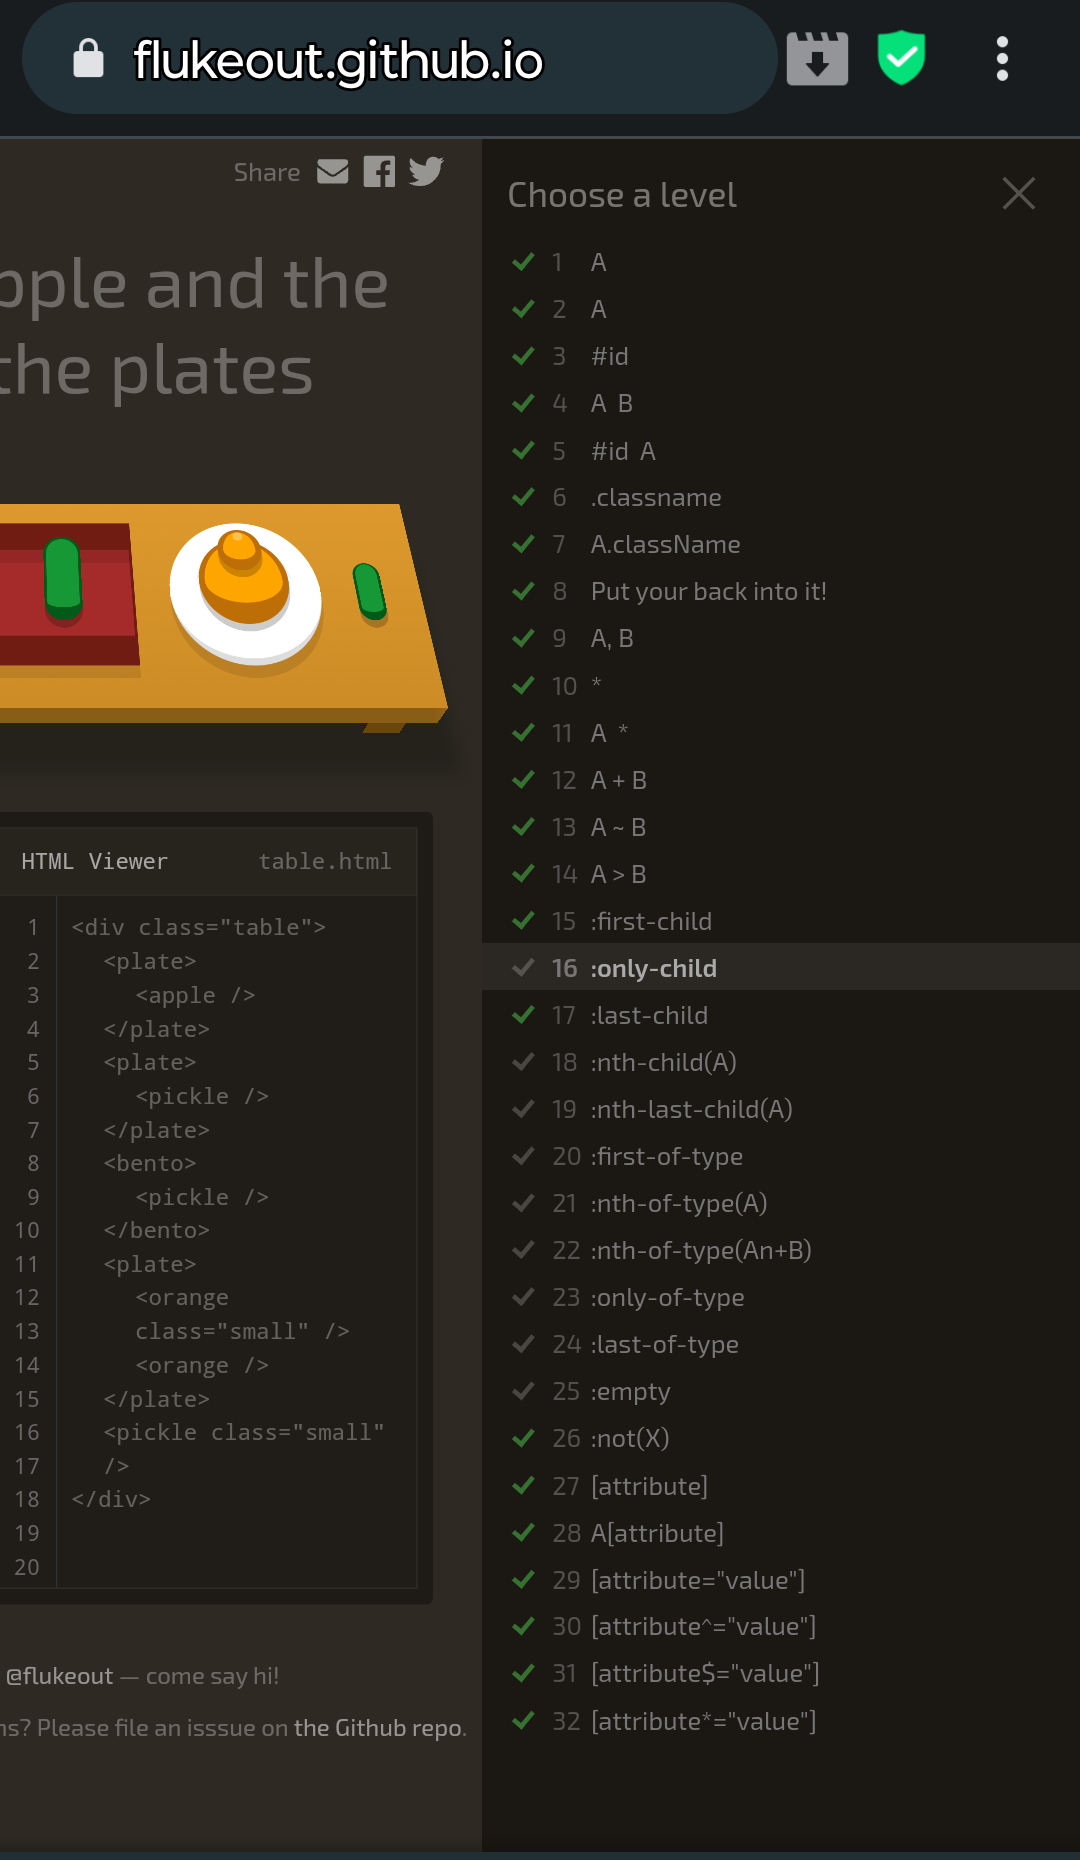 flukeout.github.io
Share
pple and the
the plates
HTML Viewer table.html
1 <div class="table">
2 <plate>
3 <apple />
4 </plate>
5 <plate>
6 <pickle />
7 </plate>
8 <bento>
9 <pickle />
10 </bento>
11 <plate>
12 <orange
13 class="small" />
14 <orange />
15 </plate>
16 <pickle class="small"
17 />
18 </div>
19
20
@flukeout — come say hi!
ns? Please file an isssue on the Github repo.
Choose a level
1 A
2 A
3 #id
4 A B
5 #id A
6 .classname
7 A.className
8 Put your back into it!
9 A, B
10 *
11 A *
12 A + B
13 A ~ B
14 A > B
15 :first-child
16 :only-child
17 :last-child
18 :nth-child(A)
19 :nth-last-child(A)
20 :first-of-type
21 :nth-of-type(A)
22 :nth-of-type(An+B)
23 :only-of-type
24 :last-of-type
25 :empty
26 :not(X)
27 [attribute]
28 A[attribute]
29 [attribute="value"]
30 [attribute^="value"]
31 [attribute$="value"]
32 [attribute*="value"]